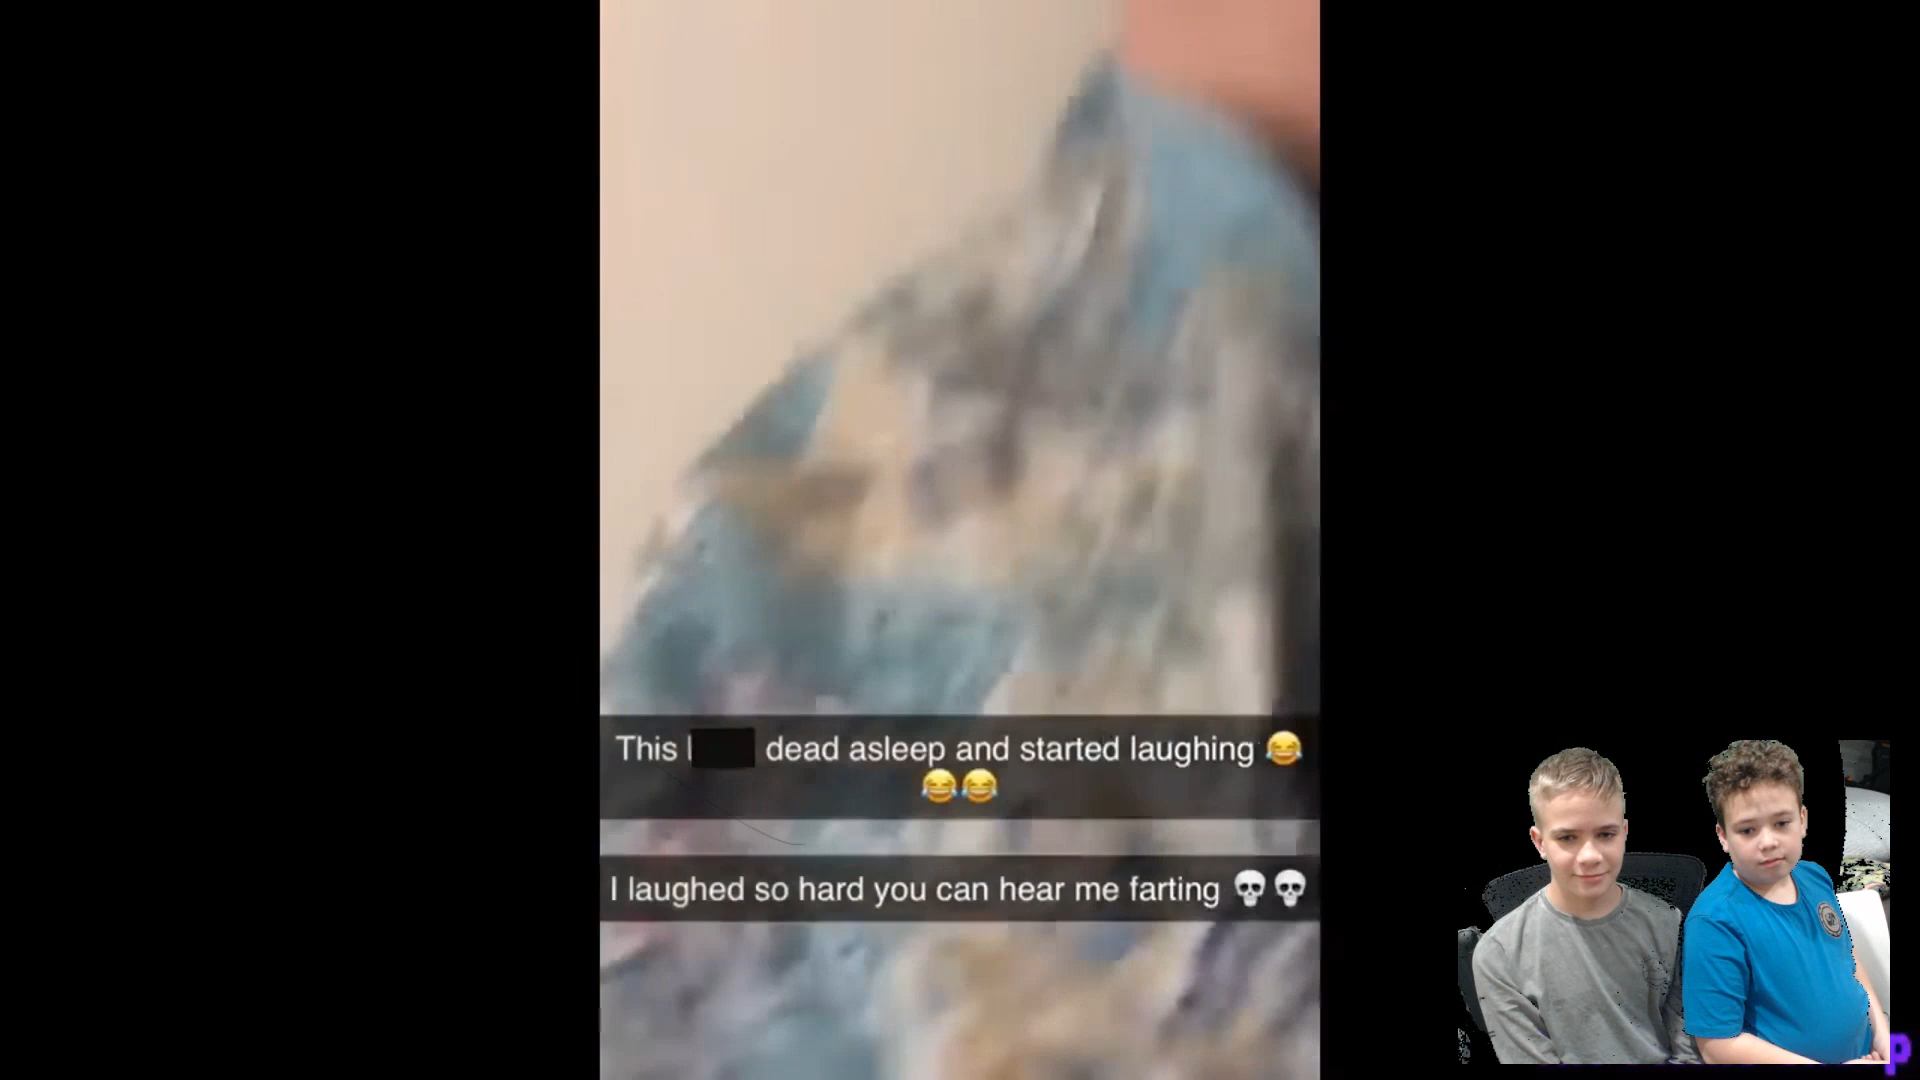 This dead asleep and started laughing 😂
😂😂
I laughed so hard you can hear me farting 💀💀
p